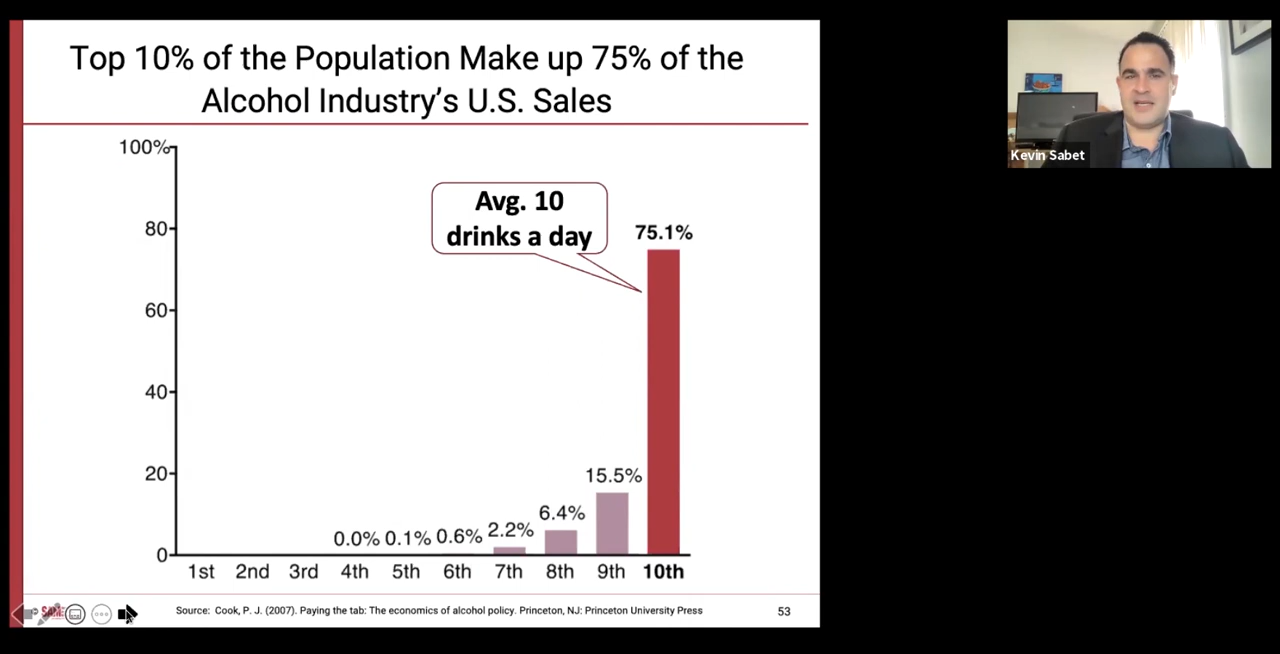 Top 10% of the Population Make up 75% of the
Alcohol Industry's U.S. Sales
100%
Avg. 10
drinks a day
80
75.1%
60
40
20
15.5%
6.4%
2.2%
0.0% 0.1% 0.6%
0
1st 2nd 3rd 4th 5th 6th 7th 8th 9th 10th
Source: Cook, P. J. (2007). Paying the tab: The economics of alcohol policy. Princeton, NJ: Princeton University Press
53
Kevin Sabet